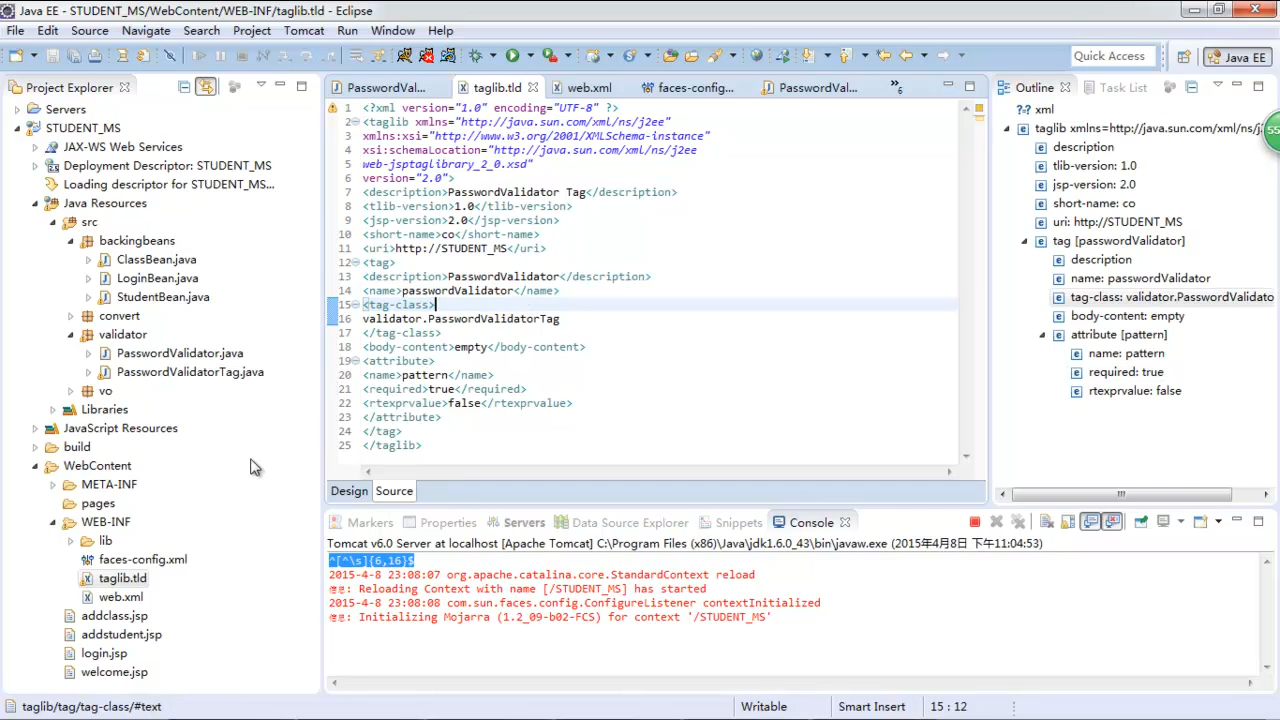 Java EE - STUDENT_MS/WebContent/WEB-INF/taglib.tld - Eclipse
File Edit Source Navigate Search Project Tomcat Run Window Help
Quick Access
Java EE
Project Explorer
Servers
STUDENT_MS
JAX-WS Web Services
Deployment Descriptor: STUDENT_MS
Loading descriptor for STUDENT_MS...
Java Resources
src
backingbeans
ClassBean.java
LoginBean.java
StudentBean.java
convert
validator
PasswordValidator.java
PasswordValidatorTag.java
vo
Libraries
JavaScript Resources
build
WebContent
META-INF
pages
WEB-INF
lib
faces-config.xml
taglib.tld
web.xml
addclass.jsp
addstudent.jsp
login.jsp
welcome.jsp
PasswordVal... taglib.tld web.xml faces-config... PasswordVal... »6
1 <?xml version="1.0" encoding="UTF-8" ?>
2 <taglib xmlns="http://java.sun.com/xml/ns/j2ee"
3 xmlns:xsi="http://www.w3.org/2001/XMLSchema-instance"
4 xsi:schemaLocation="http://java.sun.com/xml/ns/j2ee
5 web-jsptaglibrary_2_0.xsd"
6 version="2.0">
7 <description>PasswordValidator Tag</description>
8 <tlib-version>1.0</tlib-version>
9 <jsp-version>2.0</jsp-version>
10 <short-name>co</short-name>
11 <uri>http://STUDENT_MS</uri>
12 <tag>
13 <description>PasswordValidator</description>
14 <name>passwordValidator</name>
15 <tag-class>
16 validator.PasswordValidatorTag
17 </tag-class>
18 <body-content>empty</body-content>
19 <attribute>
20 <name>pattern</name>
21 <required>true</required>
22 <rtexprvalue>false</rtexprvalue>
23 </attribute>
24 </tag>
25 </taglib>
Design Source
Outline Task List
xml
taglib xmlns=http://java.sun.com/xml/ns/j
description
tlib-version: 1.0
jsp-version: 2.0
short-name: co
uri: http://STUDENT_MS
tag [passwordValidator]
description
name: passwordValidator
tag-class: validator.PasswordValidato
body-content: empty
attribute [pattern]
name: pattern
required: true
rtexprvalue: false
55
Markers Properties Servers Data Source Explorer Snippets Console
Tomcat v6.0 Server at localhost [Apache Tomcat] C:\Program Files (x86)\Java\jdk1.6.0_43\bin\javaw.exe (2015年4月8日 下午11:04:53)
^[^\s]{6,16}$
2015-4-8 23:08:07 org.apache.catalina.core.StandardContext reload
信息: Reloading Context with name [/STUDENT_MS] has started
2015-4-8 23:08:08 com.sun.faces.config.ConfigureListener contextInitialized
信息: Initializing Mojarra (1.2_09-b02-FCS) for context '/STUDENT_MS'
taglib/tag/tag-class/#text
Writable
Smart Insert
15 : 12